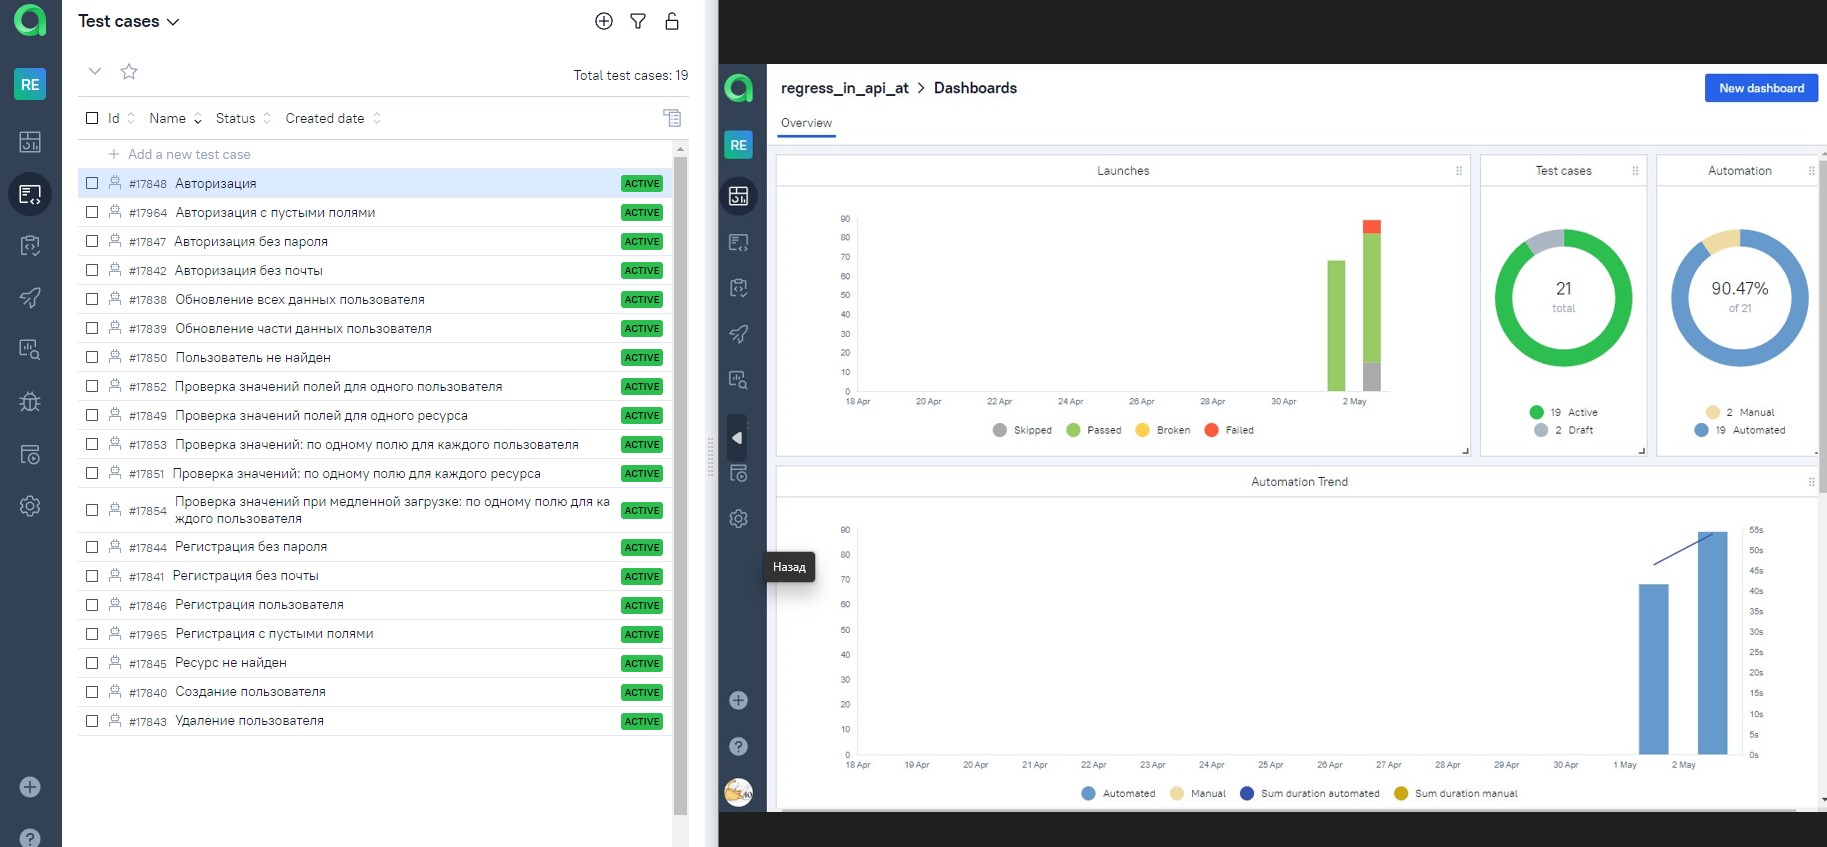 Test cases
RE
Total test cases: 19
Id Name Status Created date
Add a new test case
#17848 Авторизация ACTIVE
#17964 Авторизация с пустыми полями ACTIVE
#17847 Авторизация без пароля ACTIVE
#17842 Авторизация без почты ACTIVE
#17838 Обновление всех данных пользователя ACTIVE
#17839 Обновление части данных пользователя ACTIVE
#17850 Пользователь не найден ACTIVE
#17852 Проверка значений полей для одного пользователя ACTIVE
#17849 Проверка значений полей для одного ресурса ACTIVE
#17853 Проверка значений: по одному полю для каждого пользователя ACTIVE
#17851 Проверка значений: по одному полю для каждого ресурса ACTIVE
#17854 Проверка значений при медленной загрузке: по одному полю для ка
ждого пользователя ACTIVE
#17844 Регистрация без пароля ACTIVE
#17841 Регистрация без почты ACTIVE
#17846 Регистрация пользователя ACTIVE
#17965 Регистрация с пустыми полями ACTIVE
#17845 Ресурс не найден ACTIVE
#17840 Создание пользователя ACTIVE
#17843 Удаление пользователя ACTIVE
regress_in_api_at > Dashboards
New dashboard
Overview
RE
Назад
Launches
90
80
70
60
50
40
30
20
10
0
18 Apr 20 Apr 22 Apr 24 Apr 26 Apr 28 Apr 30 Apr 2 May
Skipped Passed Broken Failed
Test cases
21
total
19 Active
2 Draft
Automation
90.47%
of 21
2 Manual
19 Automated
Automation Trend
90
80
70
60
50
40
30
20
10
0
55s
50s
45s
40s
35s
30s
25s
20s
15s
10s
5s
0s
18 Apr 19 Apr 20 Apr 21 Apr 22 Apr 23 Apr 24 Apr 25 Apr 26 Apr 27 Apr 28 Apr 29 Apr 30 Apr 1 May 2 May
Automated Manual Sum duration automated Sum duration manual